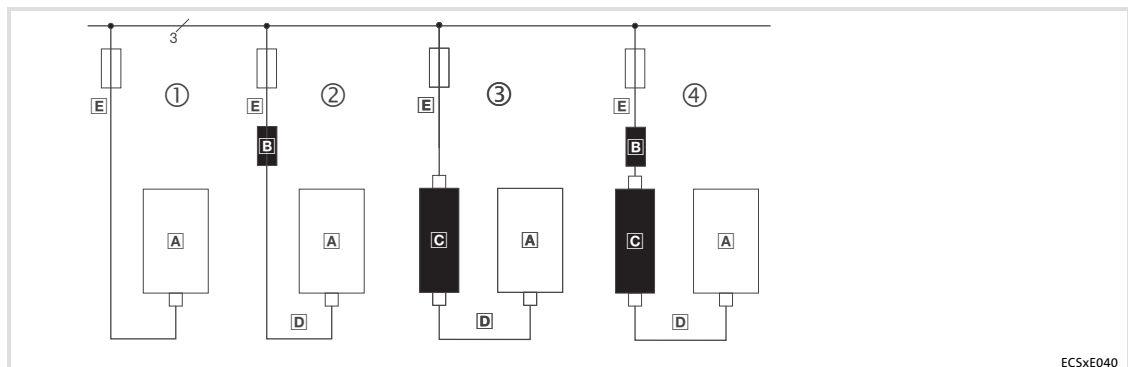 3
① ② ③ ④
E E E E
B B
A A C A C A
D D D
ECSxE040